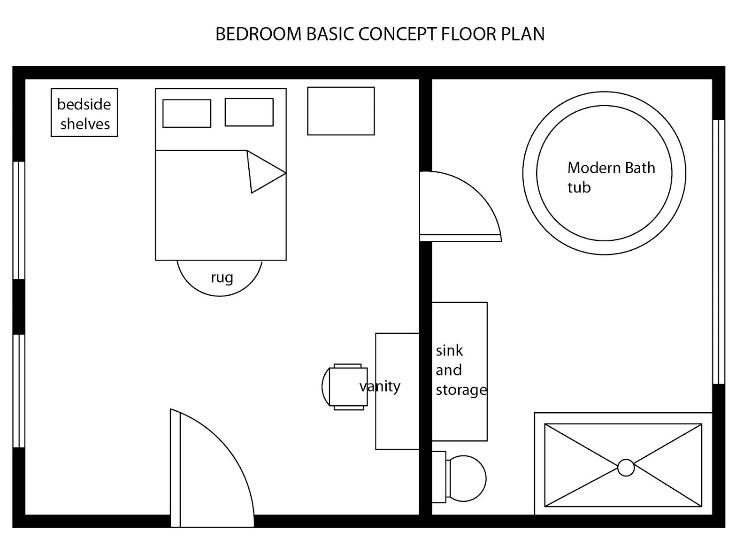 BEDROOM BASIC CONCEPT FLOOR PLAN
bedside
shelves
Modern Bath
tub
rug
vanity
sink
and
storage